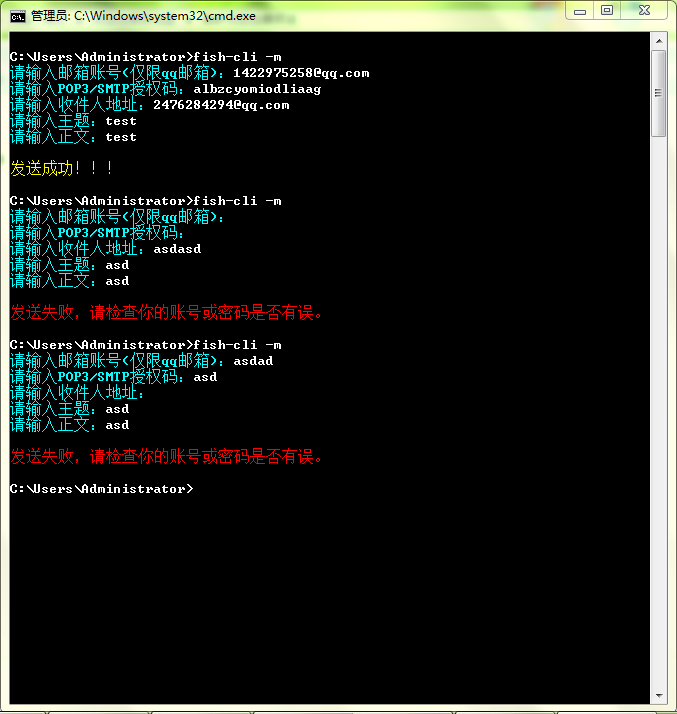 管理员: C:\Windows\system32\cmd.exe
C:\Users\Administrator>fish-cli -m
请输入邮箱账号(仅限qq邮箱)：1422975258@qq.com
请输入POP3/SMTP授权码：albzcyomiodliaag
请输入收件人地址：2476284294@qq.com
请输入主题：test
请输入正文：test
发送成功！！！
C:\Users\Administrator>fish-cli -m
请输入邮箱账号(仅限qq邮箱)：
请输入POP3/SMTP授权码：
请输入收件人地址：asdasd
请输入主题：asd
请输入正文：asd
发送失败，请检查你的账号或密码是否有误。
C:\Users\Administrator>fish-cli -m
请输入邮箱账号(仅限qq邮箱)：asdad
请输入POP3/SMTP授权码：asd
请输入收件人地址：
请输入主题：asd
请输入正文：asd
发送失败，请检查你的账号或密码是否有误。
C:\Users\Administrator>